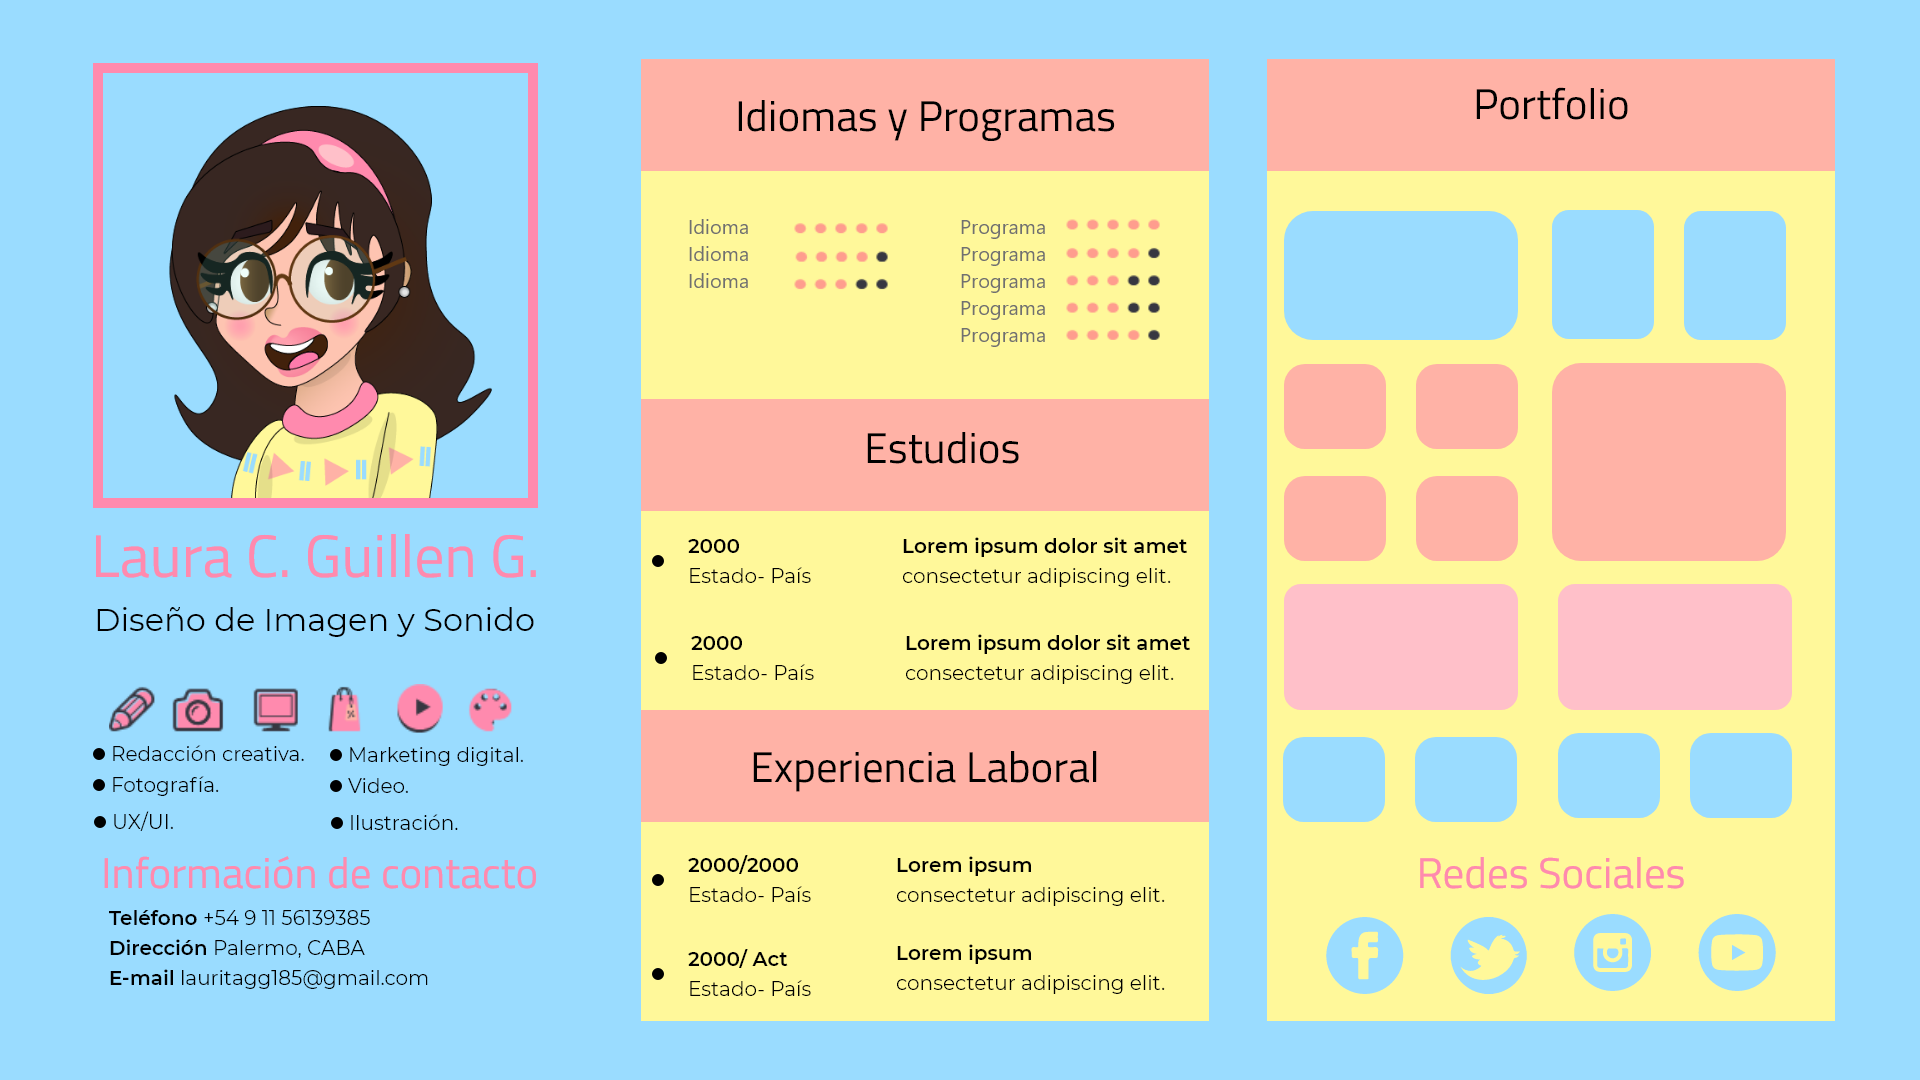 Laura C. Guillen G.
Diseño de Imagen y Sonido
Redacción creativa.
Fotografía.
UX/UI.
Marketing digital.
Video.
Ilustración.
Información de contacto
Teléfono +54 9 11 56139385
Dirección Palermo, CABA
E-mail lauritagg185@gmail.com
Idiomas y Programas
Idioma
Idioma
Idioma
Programa
Programa
Programa
Programa
Programa
Estudios
2000
Estado- País
Lorem ipsum dolor sit amet
consectetur adipiscing elit.
2000
Estado- País
Lorem ipsum dolor sit amet
consectetur adipiscing elit.
Experiencia Laboral
2000/2000
Estado- País
Lorem ipsum
consectetur adipiscing elit.
2000/ Act
Estado- País
Lorem ipsum
consectetur adipiscing elit.
Portfolio
Redes Sociales